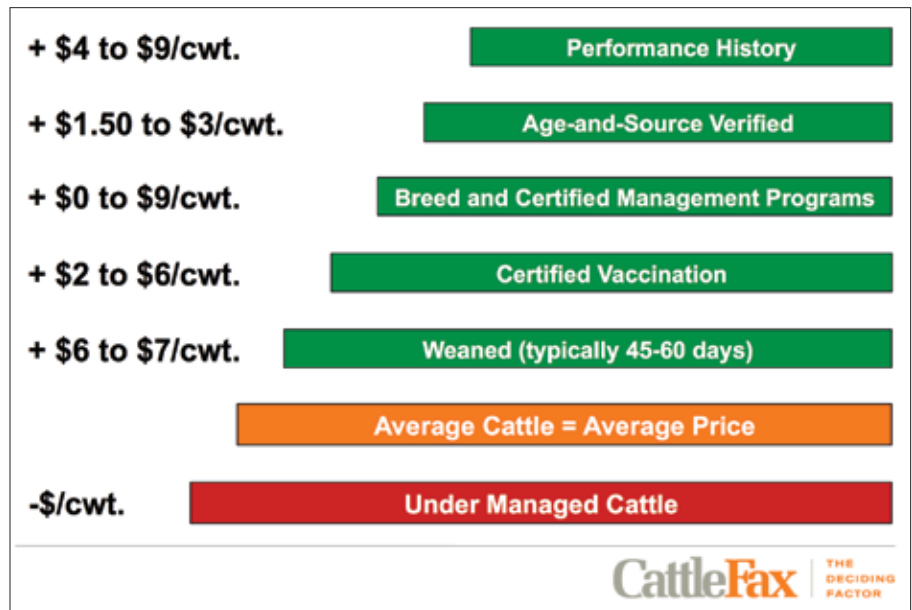 + $4 to $9/cwt. Performance History
+ $1.50 to $3/cwt. Age-and-Source Verified
+ $0 to $9/cwt. Breed and Certified Management Programs
+ $2 to $6/cwt. Certified Vaccination
+ $6 to $7/cwt. Weaned (typically 45-60 days)
Average Cattle = Average Price
-$/cwt. Under Managed Cattle
CattleFax
THE
DECIDING
FACTOR